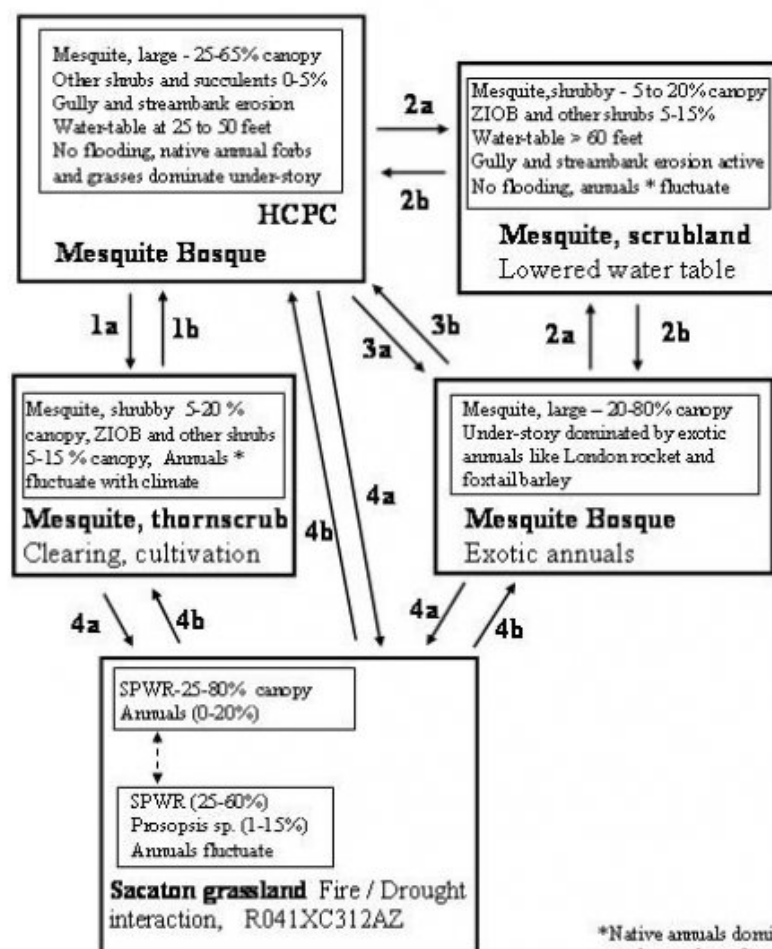 Mesquite, large - 25-65% canopy
Other shrubs and succulents 0-5%
Gully and streambank erosion
Water-table at 25 to 50 feet
No flooding, native annual forbs
and grasses dominate under-story
HCPC
Mesquite Bosque
2a
2b
Mesquite,shrubby - 5 to 20% canopy
ZIOB and other shrubs 5-15%
Water-table > 60 feet
Gully and streambank erosion active
No flooding, annuals * fluctuate
Mesquite, scrubland
Lowered water table
1a
1b
3a
3b
2a
2b
Mesquite, shrubby 5-20 %
canopy, ZIOB and other shrubs
5-15 % canopy, Annuals *
fluctuate with climate
Mesquite, thornscrub
Clearing, cultivation
4b
4a
Mesquite, large – 20-80% canopy
Under-story dominated by exotic
annuals like London rocket and
foxtail barley
Mesquite Bosque
Exotic annuals
4a
4b
4a
4b
SPWR-25-80% canopy
Annuals (0-20%)
SPWR (25-60%)
Prosopsis sp. (1-15%)
Annuals fluctuate
Sacaton grassland Fire / Drought
interaction, R041XC312AZ
*Native annuals domi